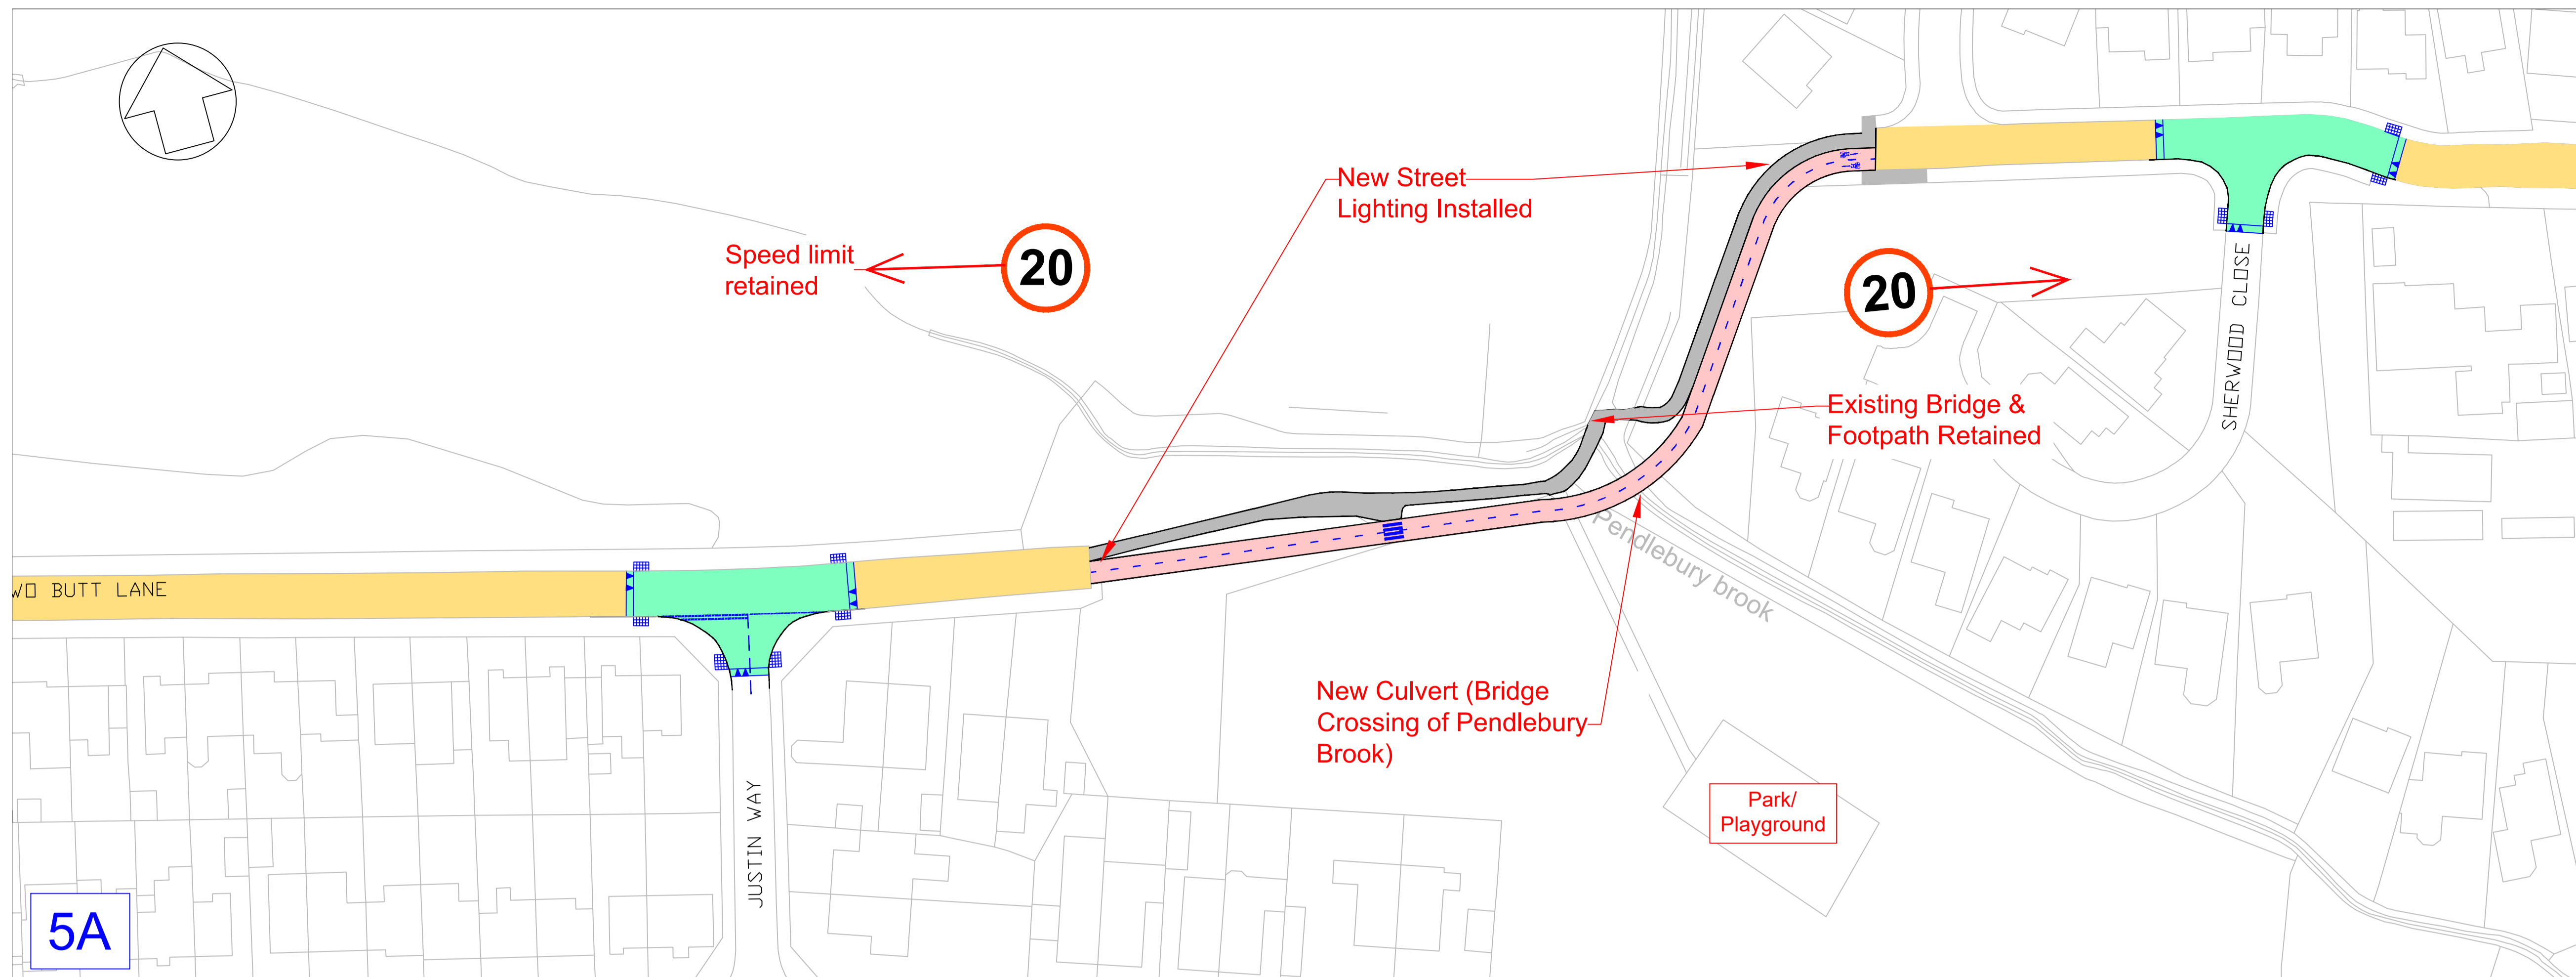 New Street
Lighting Installed
Speed limit
retained
20
20
SHERWOOD CLOSE
Existing Bridge &
Footpath Retained
Pendlebury brook
WO BUTT LANE
New Culvert (Bridge
Crossing of Pendlebury
Brook)
JUSTIN WAY
Park/
Playground
5A